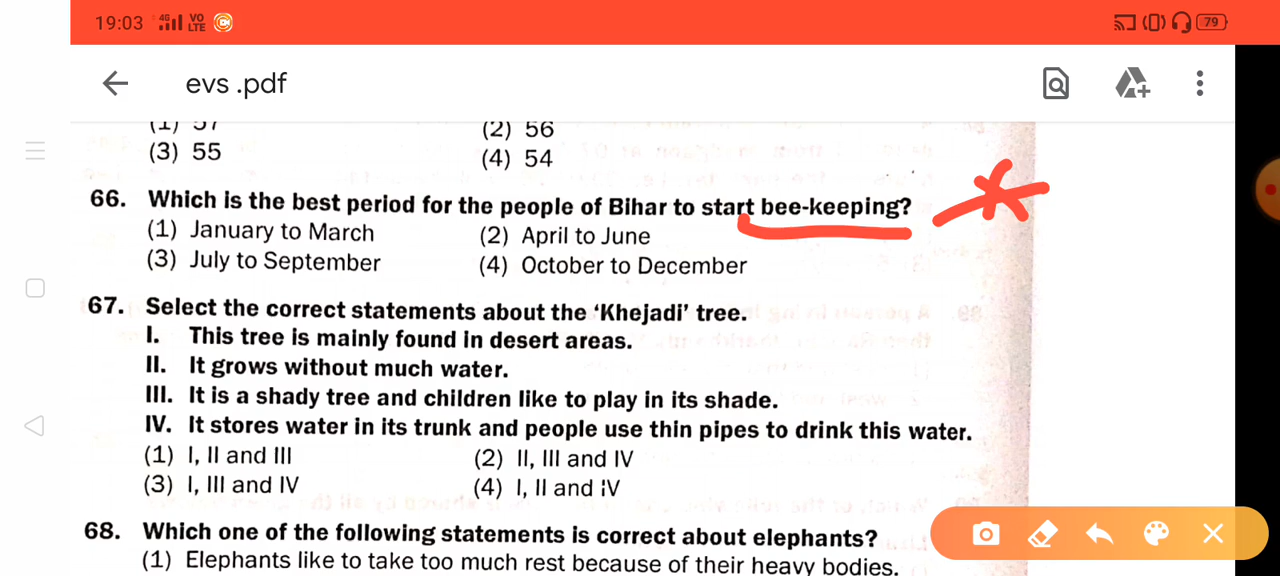 19:03 4G VO LTE 79
evs .pdf
(1) 57 (2) 56
(3) 55 (4) 54
66. Which is the best period for the people of Bihar to start bee-keeping?
(1) January to March (2) April to June
(3) July to September (4) October to December
67. Select the correct statements about the ‘Khejadi’ tree.
I. This tree is mainly found in desert areas.
II. It grows without much water.
III. It is a shady tree and children like to play in its shade.
IV. It stores water in its trunk and people use thin pipes to drink this water.
(1) I, II and III (2) II, III and IV
(3) I, III and IV (4) I, II and IV
68. Which one of the following statements is correct about elephants?
(1) Elephants like to take too much rest because of their heavy bodies.